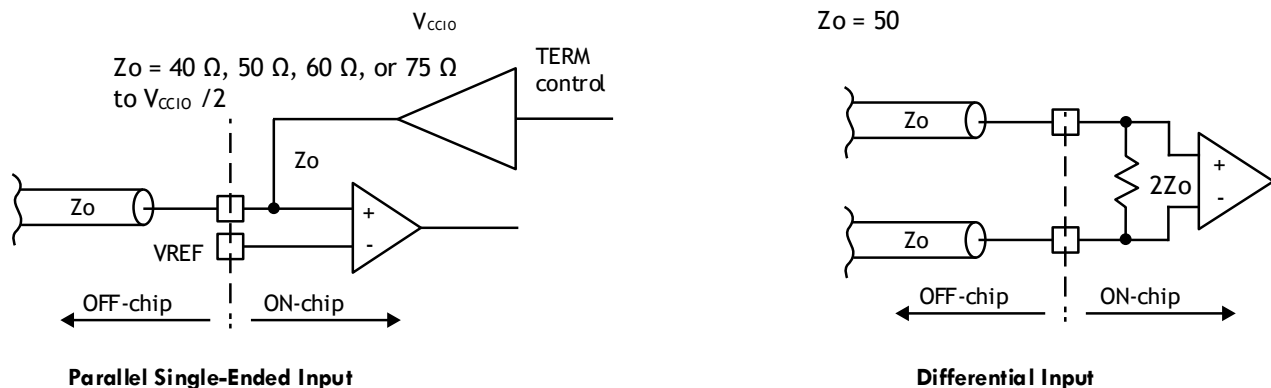 VCCIO
Zo = 40 Ω, 50 Ω, 60 Ω, or 75 Ω
to VCCIO /2
TERM
control
Zo
Zo
+
-
VREF
OFF-chip
ON-chip
Parallel Single-Ended Input
Zo = 50
Zo
+
2Zo
-
Zo
OFF-chip
ON-chip
Differential Input